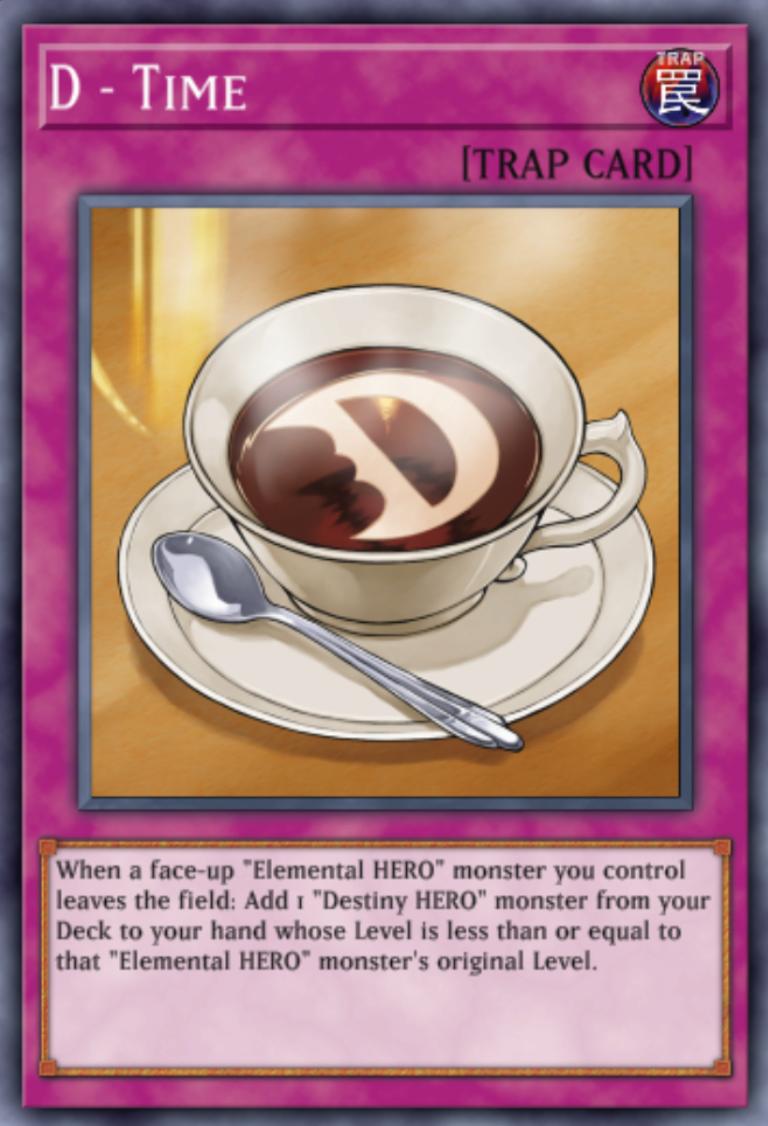 D - Time
TRAP
罠
[TRAP CARD]
D
When a face-up "Elemental HERO" monster you control
leaves the field: Add 1 "Destiny HERO" monster from your
Deck to your hand whose Level is less than or equal to
that "Elemental HERO" monster's original Level.